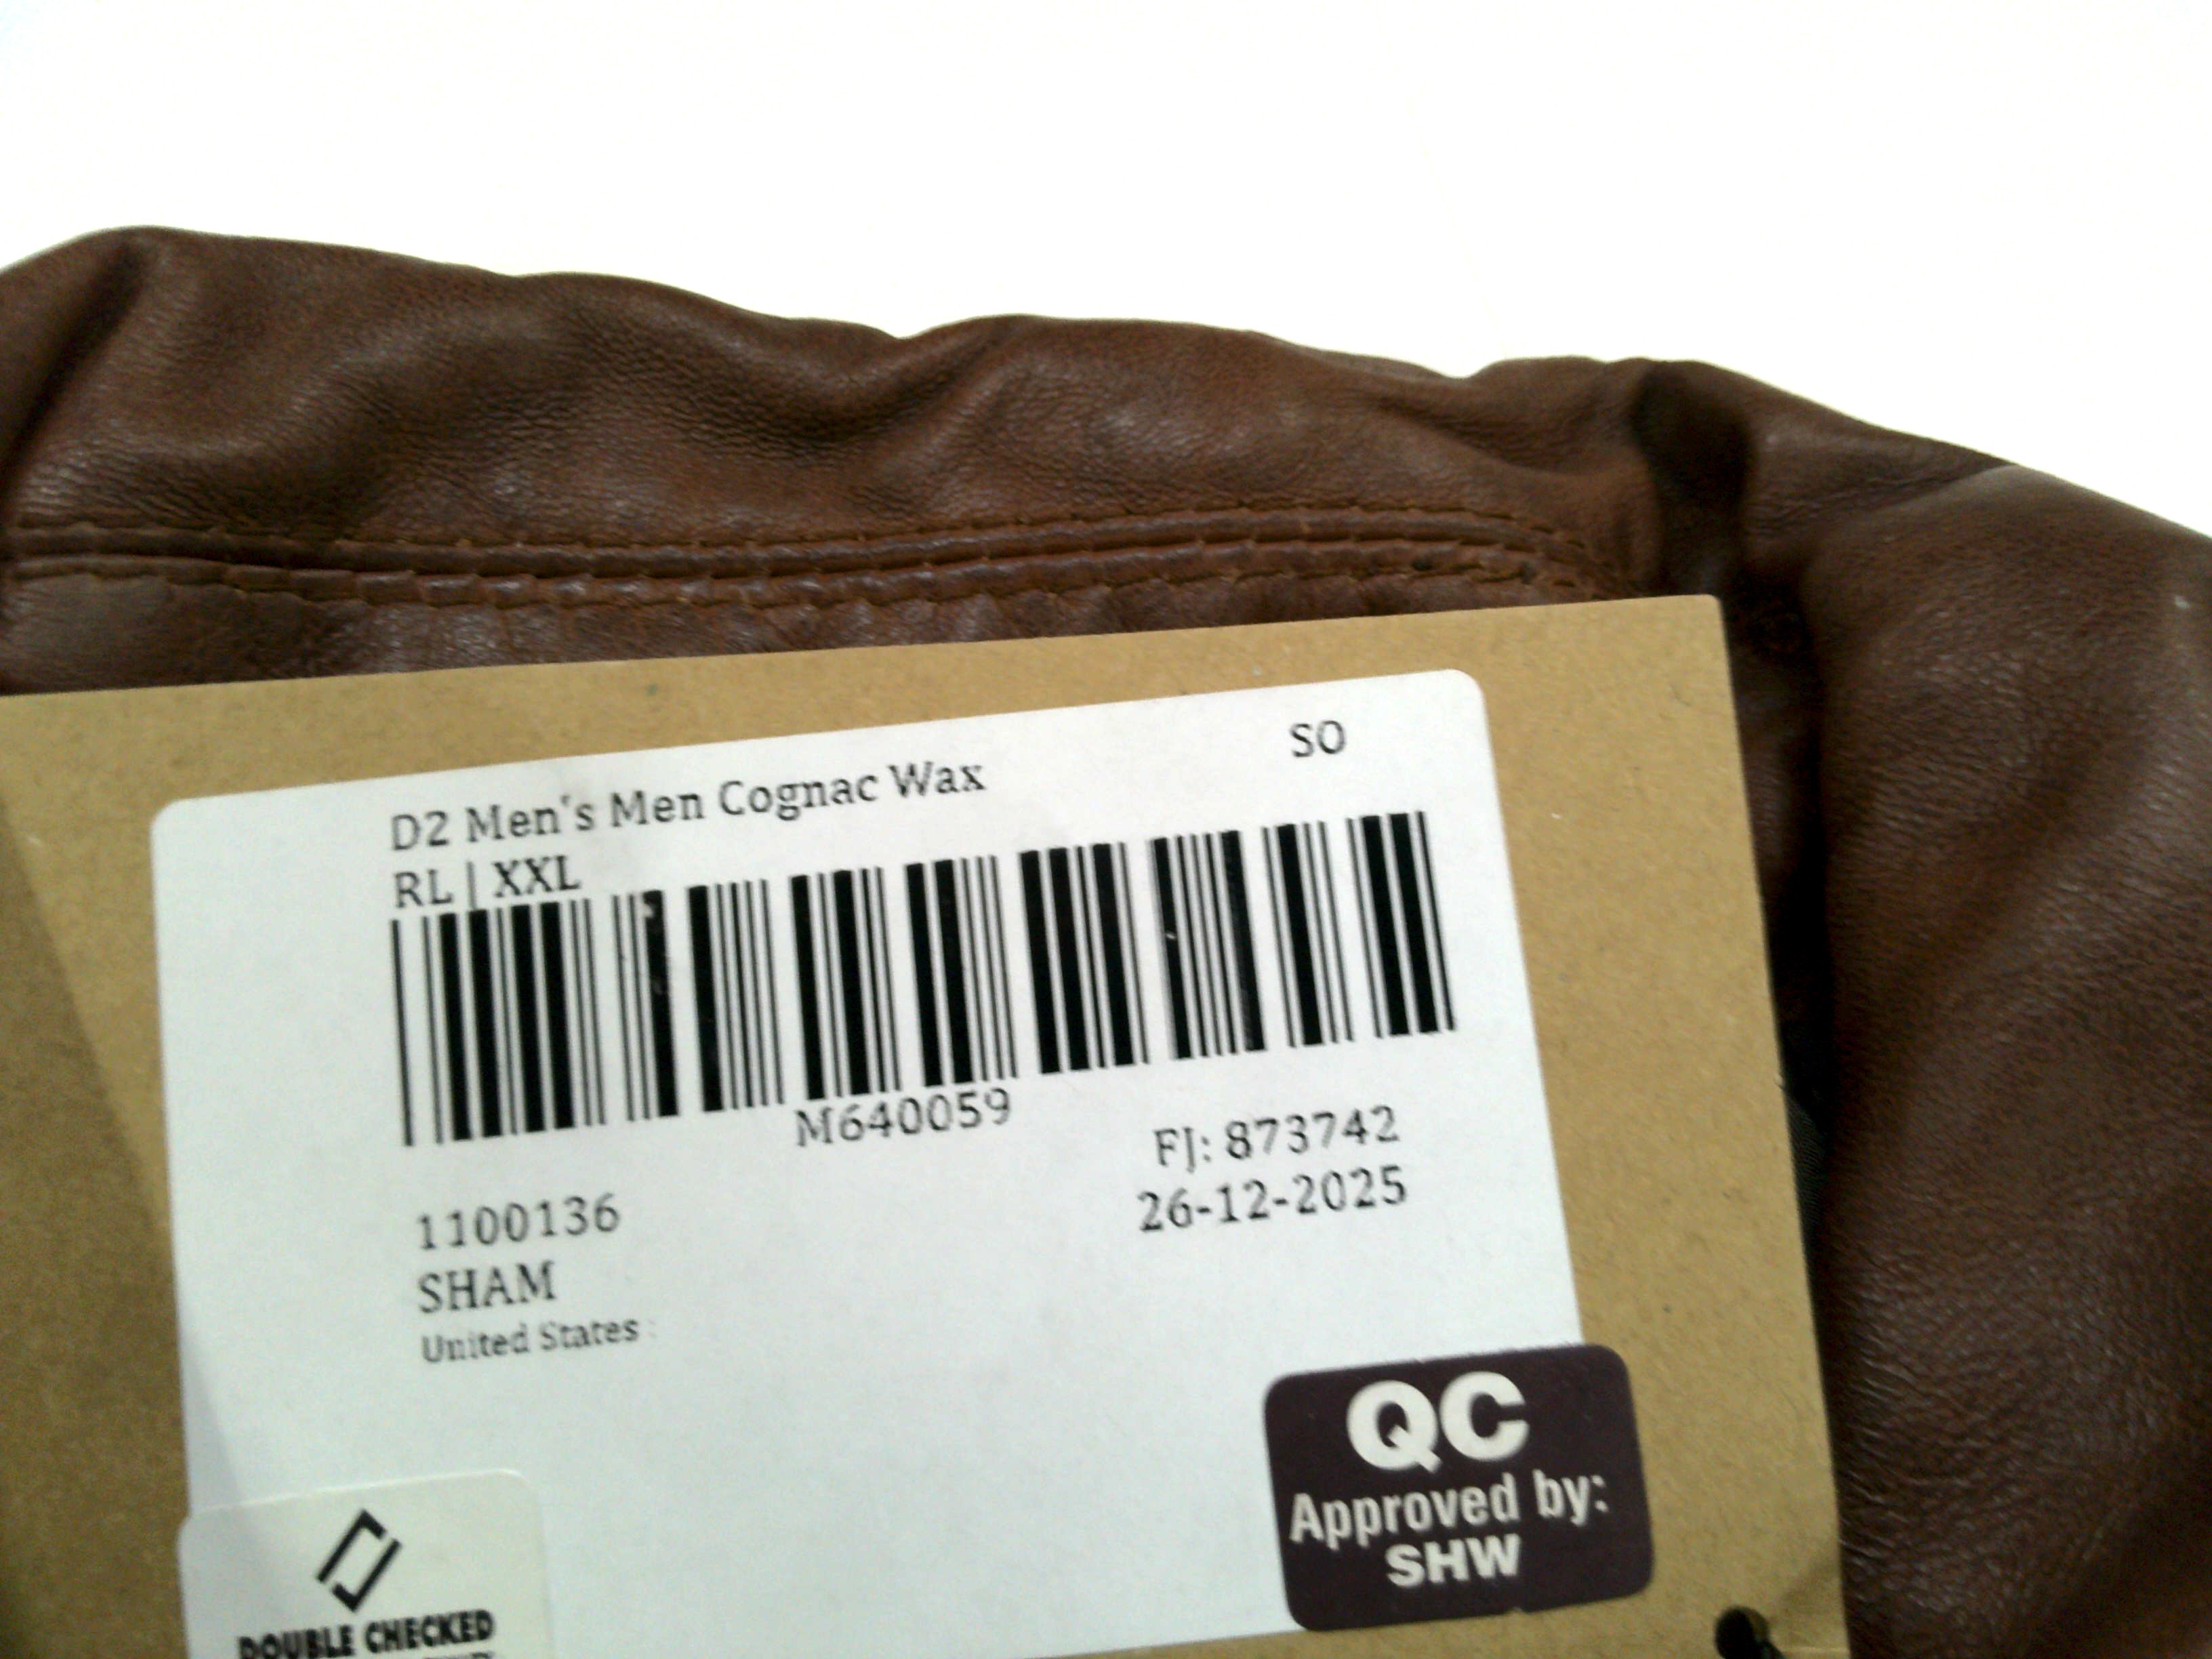 D2 Men's Men Cognac Wax SO
RL | XXL
M640059
FJ: 873742
1100136
26-12-2025
SHAM
United States :
QC
Approved by:
SHW
DOUBLE CHECKED